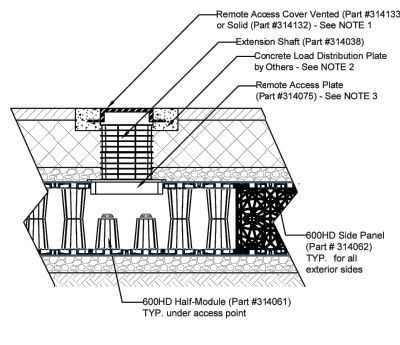 Remote Access Cover Vented (Part #314133)
or Solid (Part #314132) - See NOTE 1
Extension Shaft (Part #314038)
Concrete Load Distribution Plate
by Others - See NOTE 2
Remote Access Plate
(Part #314075) - See NOTE 3
600HD Side Panel
(Part # 314062)
TYP. for all
exterior sides
600HD Half-Module (Part #314061)
TYP. under access point